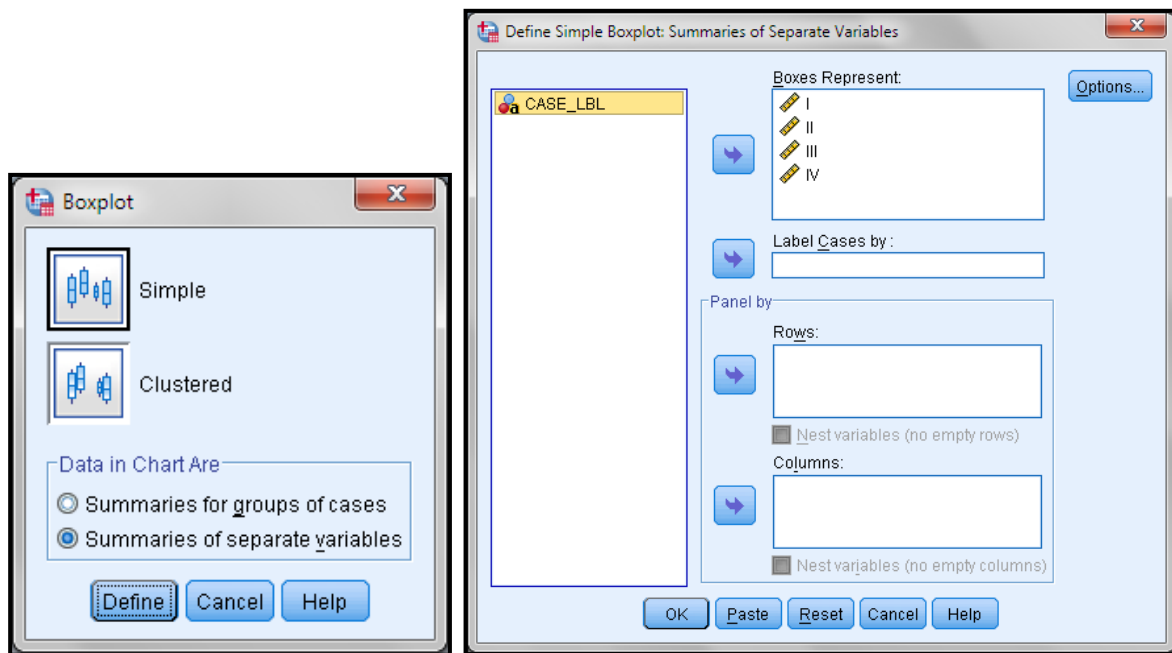 Boxplot
Simple
Clustered
Data in Chart Are
Summaries for groups of cases
Summaries of separate variables
Define
Cancel
Help
Define Simple Boxplot: Summaries of Separate Variables
a CASE_LBL
Boxes Represent:
I
II
III
IV
Options...
Label Cases by :
Panel by
Rows:
Nest variables (no empty rows)
Columns:
Nest variables (no empty columns)
OK
Paste
Reset
Cancel
Help